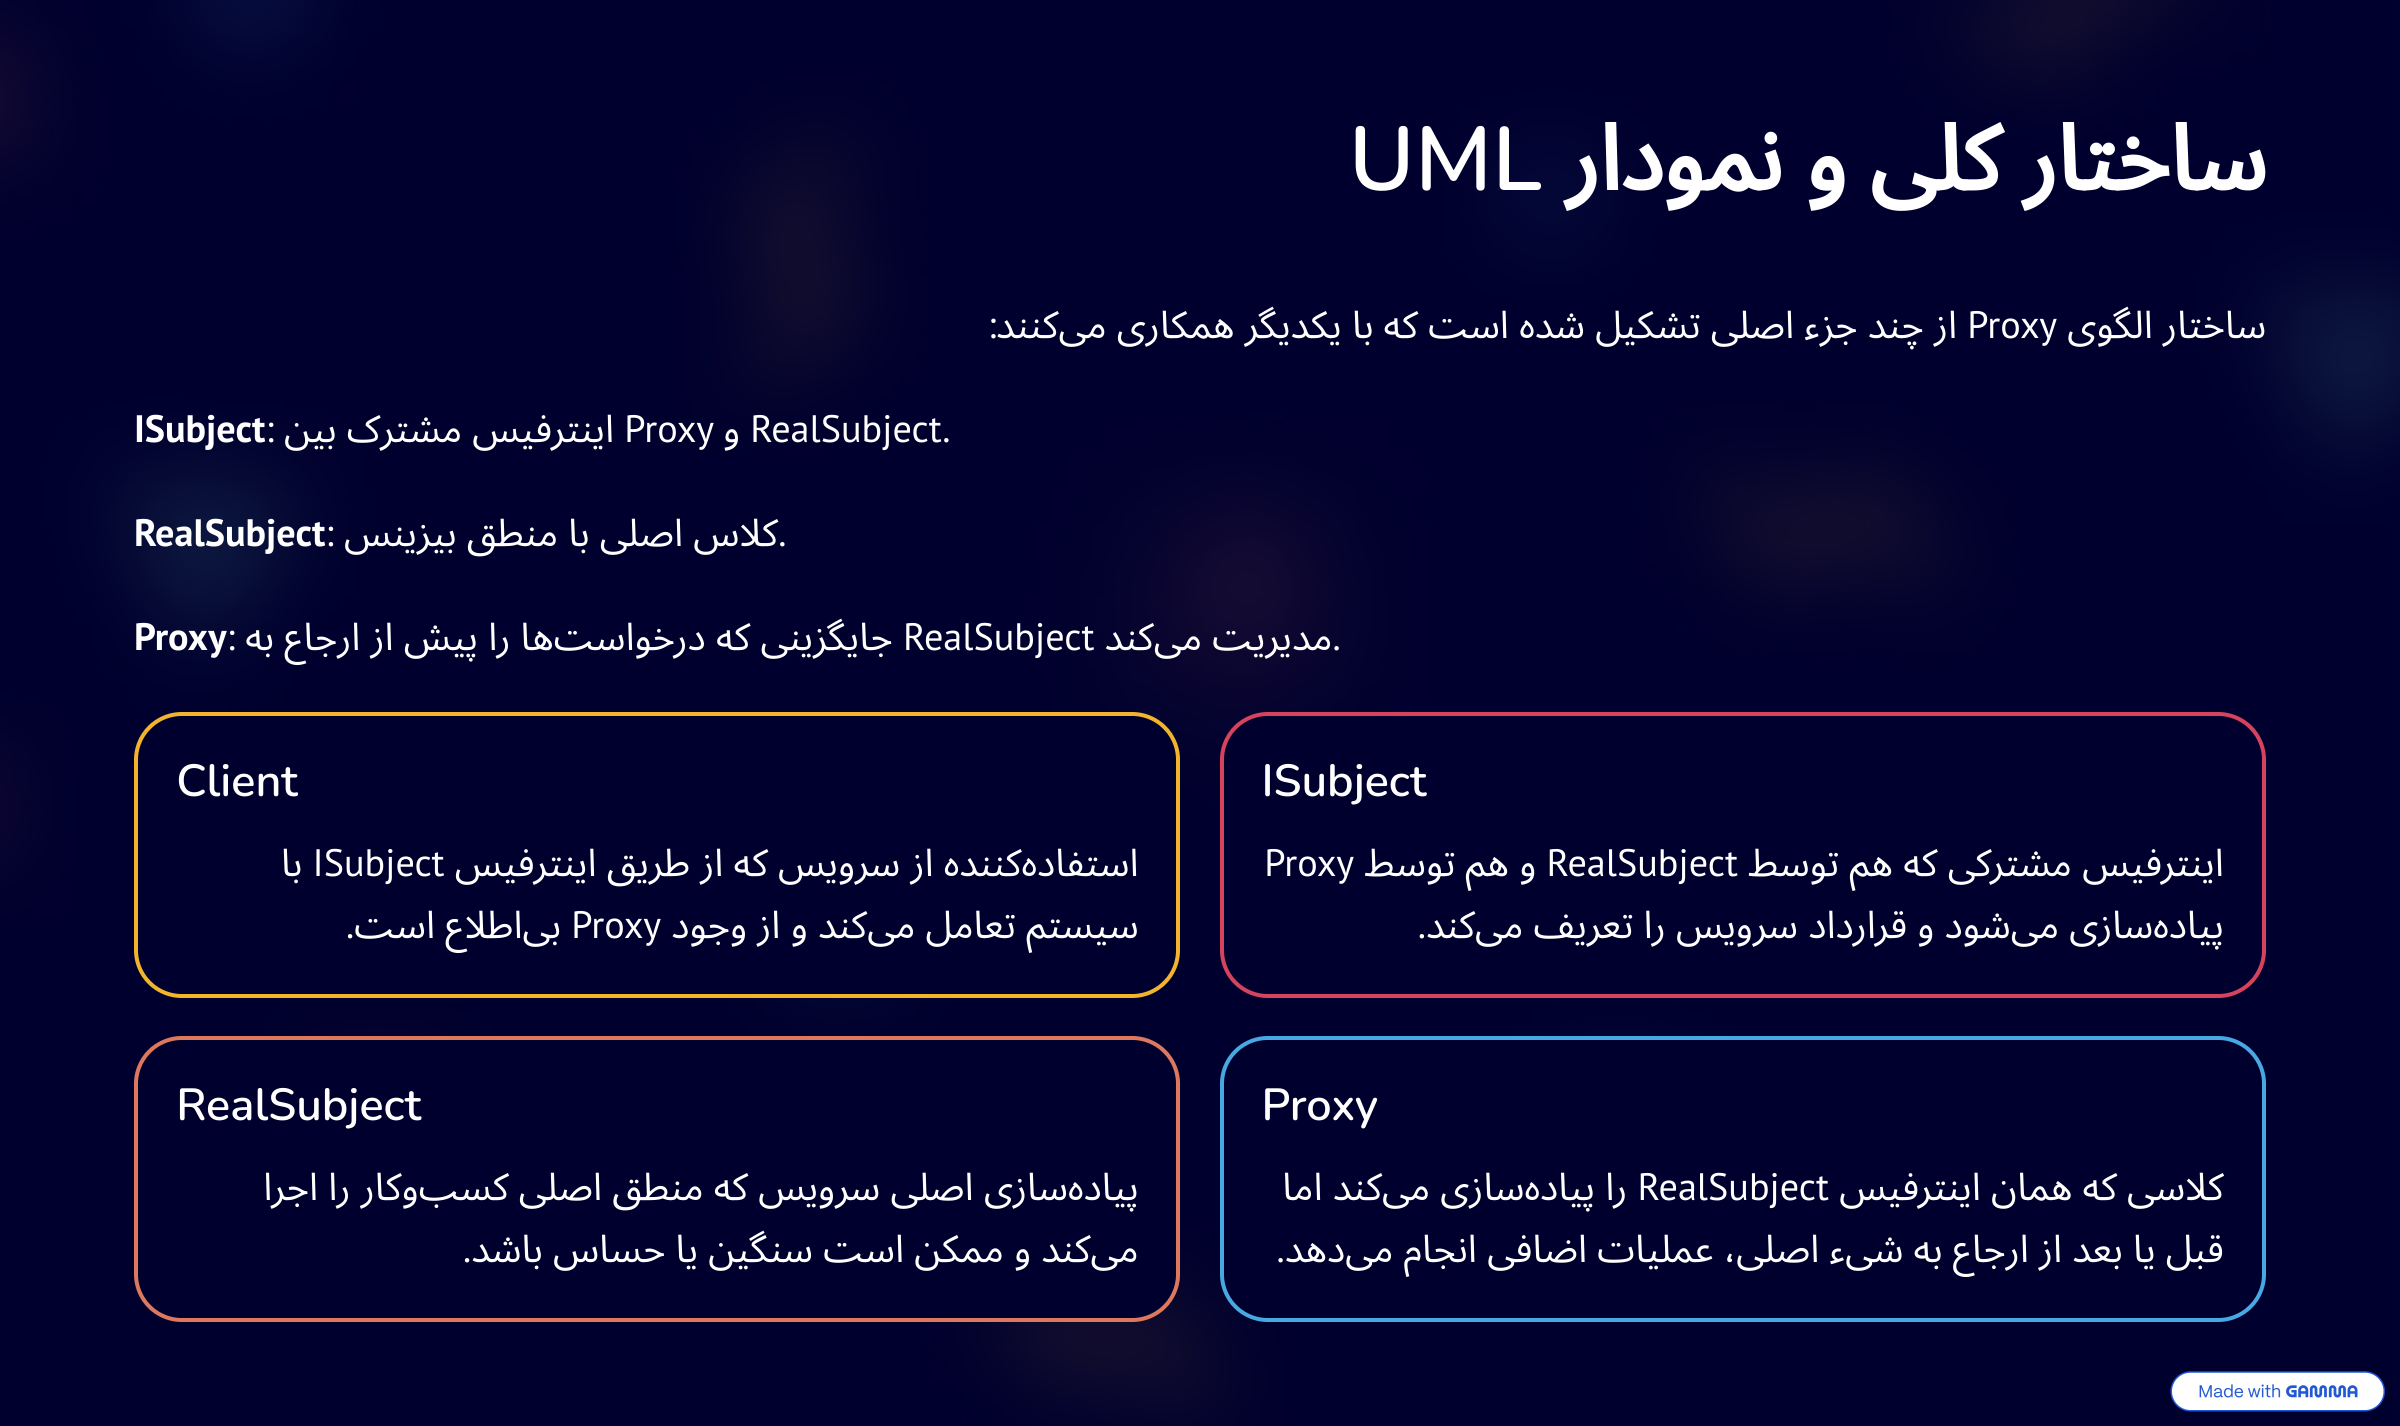 ساختار کلی و نمودار UML
ساختار الگوی Proxy از چند جزء اصلی تشکیل شده است که با یکدیگر همکاری می‌کنند:
ISubject: اینترفیس مشترک بین Proxy و RealSubject.
RealSubject: کلاس اصلی با منطق بیزینس.
Proxy: جایگزینی که درخواست‌ها را پیش از ارجاع به RealSubject مدیریت می‌کند.
ISubject
اینترفیس مشترکی که هم توسط RealSubject و هم توسط Proxy
پیاده‌سازی می‌شود و قرارداد سرویس را تعریف می‌کند.
Client
استفاده‌کننده از سرویس که از طریق اینترفیس ISubject با
سیستم تعامل می‌کند و از وجود Proxy بی‌اطلاع است.
Proxy
کلاسی که همان اینترفیس RealSubject را پیاده‌سازی می‌کند اما
قبل یا بعد از ارجاع به شیء اصلی، عملیات اضافی انجام می‌دهد.
RealSubject
پیاده‌سازی اصلی سرویس که منطق اصلی کسب‌وکار را اجرا
می‌کند و ممکن است سنگین یا حساس باشد.
Made with GAMMA